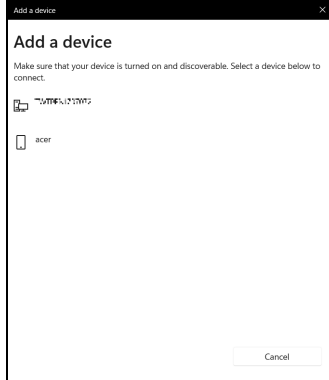 Add a device
Add a device
Make sure that your device is turned on and discoverable. Select a device below to
connect.
acer
Cancel